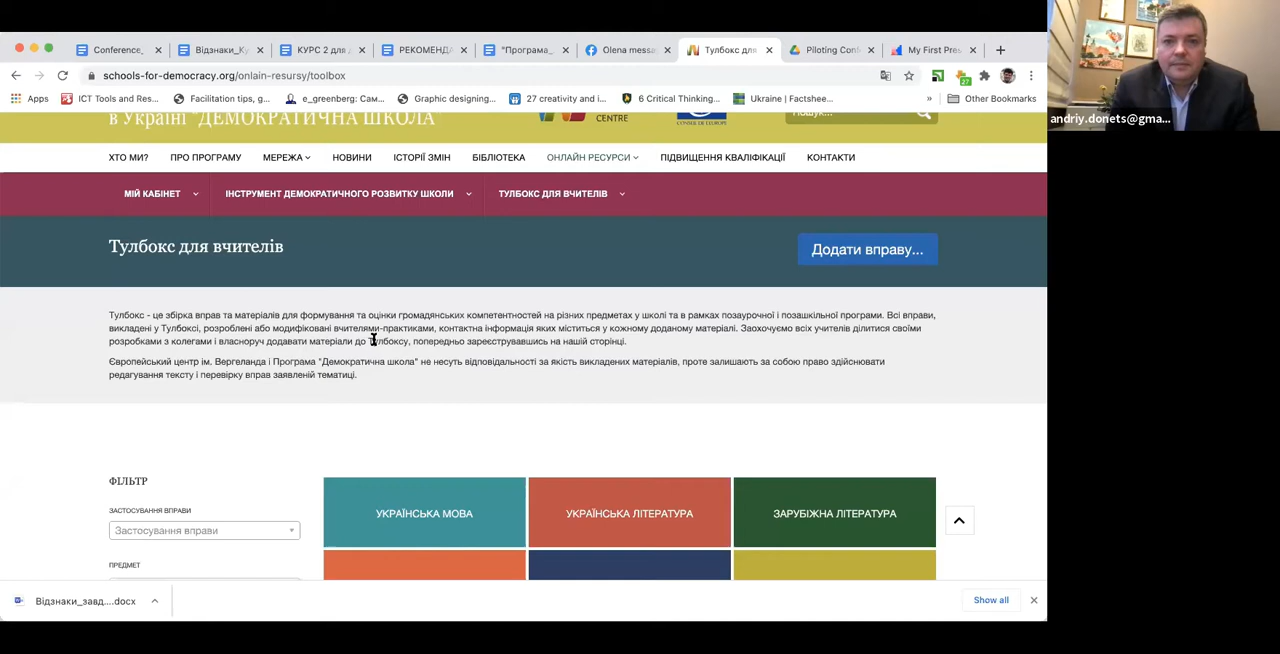 Conference_
Відзнаки_Ку
КУРС 2 для д
РЕКОМЕНДА
"Програма_
Olena messa
Тулбокс для
Piloting Conf
My First Pres
schools-for-democracy.org/onlain-resursy/toolbox
27
Apps
ICT Tools and Res...
Facilitation tips, g...
e_greenberg: Сам...
Graphic designing...
27 creativity and i...
6 Critical Thinking...
Ukraine | Factshee...
»
Other Bookmarks
andriy.donets@gma...
в Україні "ДЕМОКРАТИЧНА ШКОЛА"
CENTRE
CONSEIL DE L'EUROPE
Пошук...
ХТО МИ?
ПРО ПРОГРАМУ
МЕРЕЖА
НОВИНИ
ІСТОРІЇ ЗМІН
БІБЛІОТЕКА
ОНЛАЙН РЕСУРСИ
ПІДВИЩЕННЯ КВАЛІФІКАЦІЇ
КОНТАКТИ
МІЙ КАБІНЕТ
ІНСТРУМЕНТ ДЕМОКРАТИЧНОГО РОЗВИТКУ ШКОЛИ
ТУЛБОКС ДЛЯ ВЧИТЕЛІВ
Тулбокс для вчителів
Додати вправу...
Тулбокс - це збірка вправ та матеріалів для формування та оцінки громадянських компетентностей на різних предметах у школі та в рамках позаурочної і позашкільної програми. Всі вправи,
викладені у Тулбоксі, розроблені або модифіковані вчителями-практиками, контактна інформація яких міститься у кожному доданому матеріалі. Заохочуємо всіх учителів ділитися своїми
розробками з колегами і власноруч додавати матеріали до Тулбоксу, попередньо зареєструвавшись на нашій сторінці.
Європейський центр ім. Вергеланда і Програма "Демократична школа" не несуть відповідальності за якість викладених матеріалів, проте залишають за собою право здійснювати
редагування тексту і перевірку вправ заявленій тематиці.
ФІЛЬТР
ЗАСТОСУВАННЯ ВПРАВИ
Застосування вправи
ПРЕДМЕТ
УКРАЇНСЬКА МОВА
УКРАЇНСЬКА ЛІТЕРАТУРА
ЗАРУБІЖНА ЛІТЕРАТУРА
Відзнаки_завд....docx
Show all